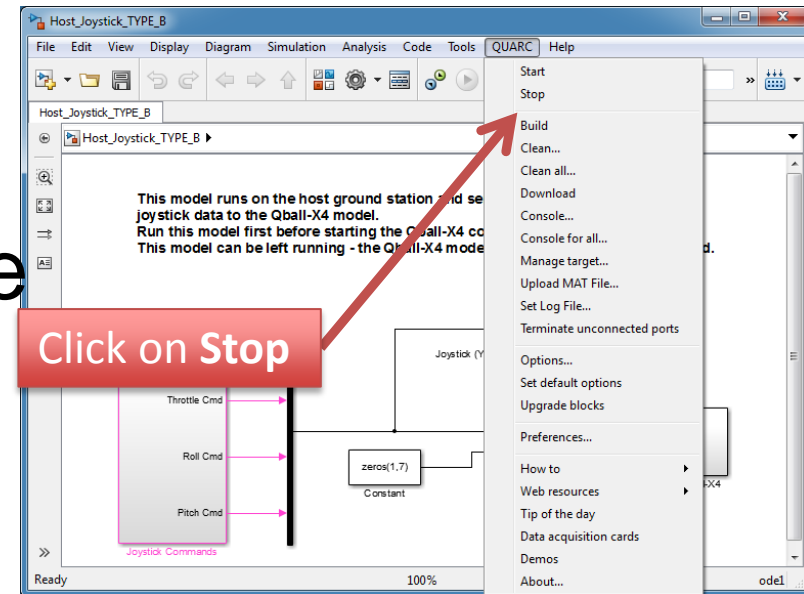 Host_Joystick_TYPE_B
File Edit View Display Diagram Simulation Analysis Code Tools QUARC Help
»
Host_Joystick_TYPE_B
Host_Joystick_TYPE_B
This model runs on the host ground station and se
joystick data to the Qball-X4 model.
Run this model first before starting the Qball-X4 co
This model can be left running - the Qball-X4 mode
d.
e
Click on Stop
Joystick (Y
Throttle Cmd
Roll Cmd
Pitch Cmd
zeros(1,7)
Constant
Joystick Commands
-X4
Start
Stop
Build
Clean...
Clean all...
Download
Console...
Console for all...
Manage target...
Upload MAT File...
Set Log File...
Terminate unconnected ports
Options...
Set default options
Upgrade blocks
Preferences...
How to
Web resources
Tip of the day
Data acquisition cards
Demos
About...
»
Ready 100% ode1